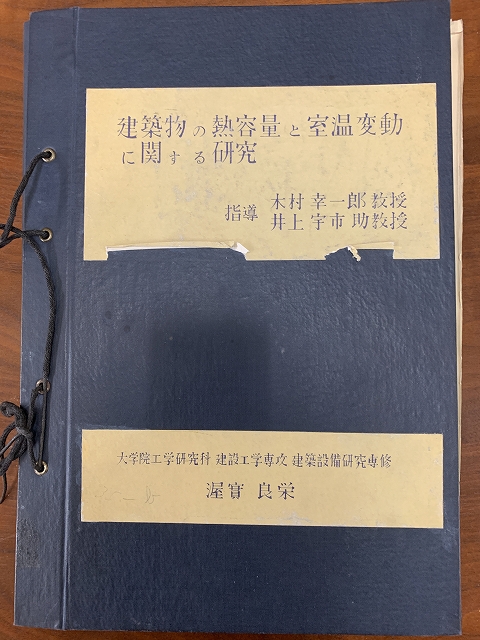 建築物の熱容量と室温変動
に関する研究
指導 木村幸一郎教授
井上宇市助教授
大学院工学研究科 建設工学専攻 建築設備研究専修
渥實 良栄